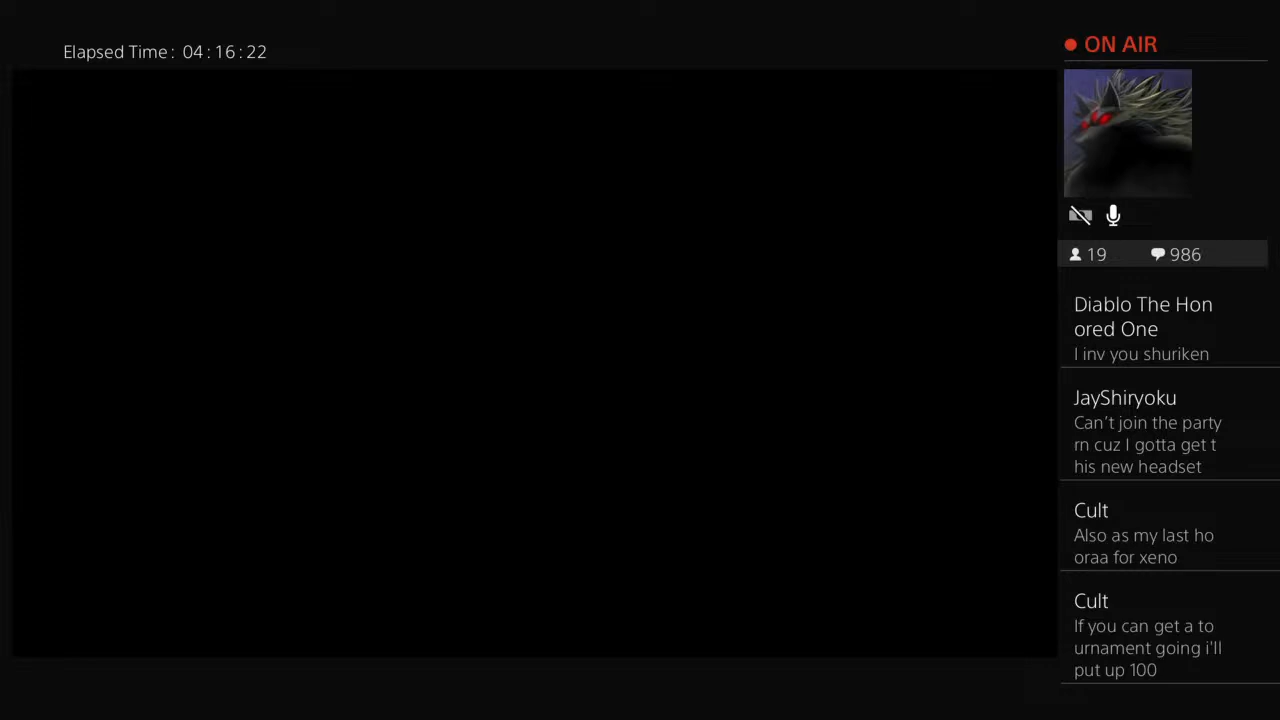 Elapsed Time: 04:16:22
ON AIR
19 986
Diablo The Hon
ored One
I inv you shuriken
JayShiryoku
Can't join the party
rn cuz I gotta get t
his new headset
Cult
Also as my last ho
oraa for xeno
Cult
If you can get a to
urnament going i'll
put up 100